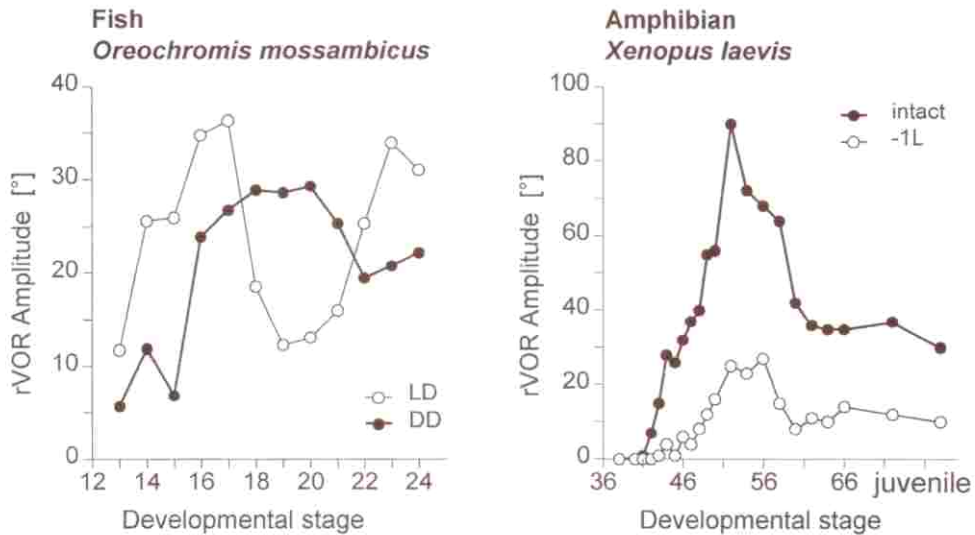 Fish
Oreochromis mossambicus
40
30
20
10
0
rVOR Amplitude [°]
12 14 16 18 20 22 24
Developmental stage
LD
DD
Amphibian
Xenopus laevis
100
80
60
40
20
0
rVOR Amplitude [°]
36 46 56 66 juvenile
Developmental stage
intact
-1L